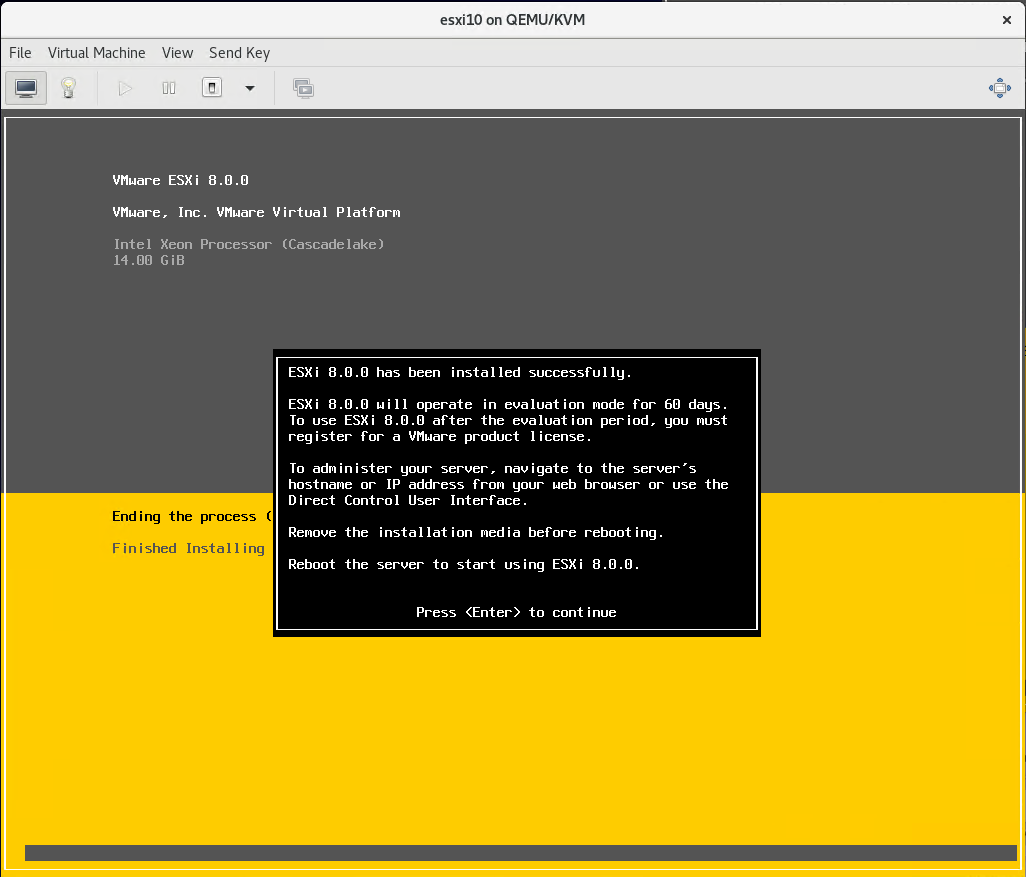 esxi10 on QEMU/KVM
File Virtual Machine View Send Key
VMware ESXi 8.0.0
VMware, Inc. VMware Virtual Platform
Intel Xeon Processor (Cascadelake)
14.00 GiB
ESXi 8.0.0 has been installed successfully.
ESXi 8.0.0 will operate in evaluation mode for 60 days.
To use ESXi 8.0.0 after the evaluation period, you must
register for a VMware product license.
To administer your server, navigate to the server's
hostname or IP address from your web browser or use the
Direct Control User Interface.
Remove the installation media before rebooting.
Reboot the server to start using ESXi 8.0.0.
Press <Enter> to continue
Ending the process (
Finished Installing